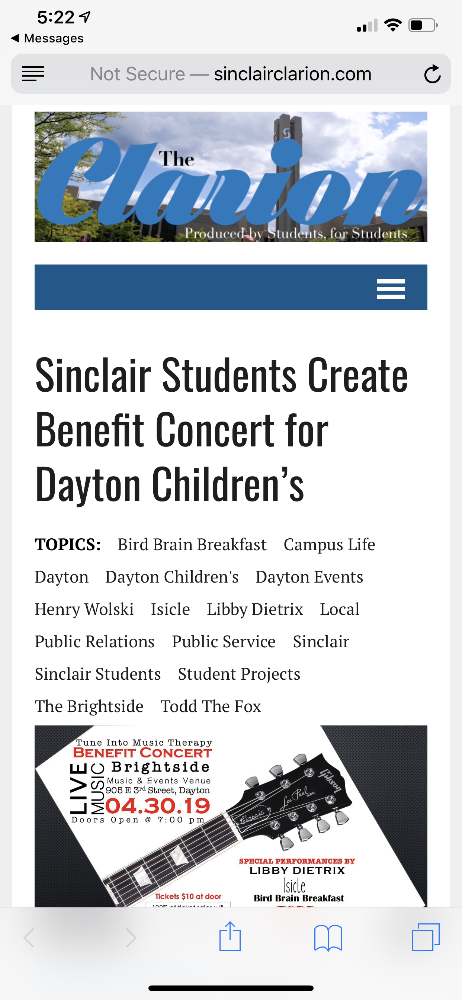 5:22
Messages
Not Secure — sinclairclarion.com
The
Clarion
Produced by Students, for Students
Sinclair Students Create
Benefit Concert for
Dayton Children’s
TOPICS: Bird Brain Breakfast Campus Life
Dayton Dayton Children's Dayton Events
Henry Wolski Isicle Libby Dietrix Local
Public Relations Public Service Sinclair
Sinclair Students Student Projects
The Brightside Todd The Fox
Tune Into Music Therapy
BENEFIT CONCERT
LIVE
MUSIC
Brightside
Music & Events Venue
905 E 3rd Street, Dayton
04.30.19
Doors Open @ 7:00 pm
Gibson
Les Paul
MODEL
Classic
SPECIAL PERFORMANCES BY
LIBBY DIETRIX
Isicle
Bird Brain Breakfast
Tickets $10 at door
100% of ticket sales will